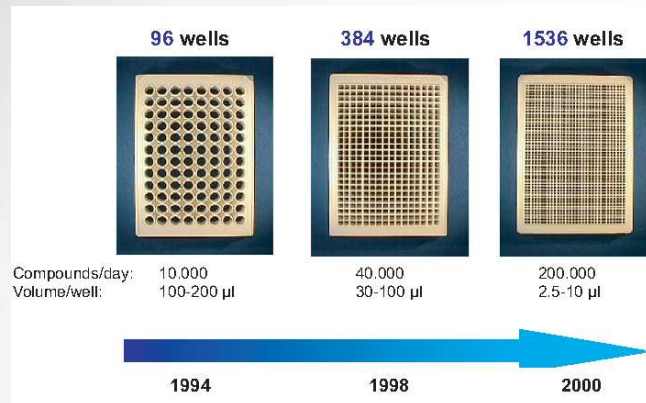 96 wells
384 wells
1536 wells
Compounds/day: 10.000 40.000 200.000
Volume/well: 100-200 µl 30-100 µl 2.5-10 µl
1994
1998
2000